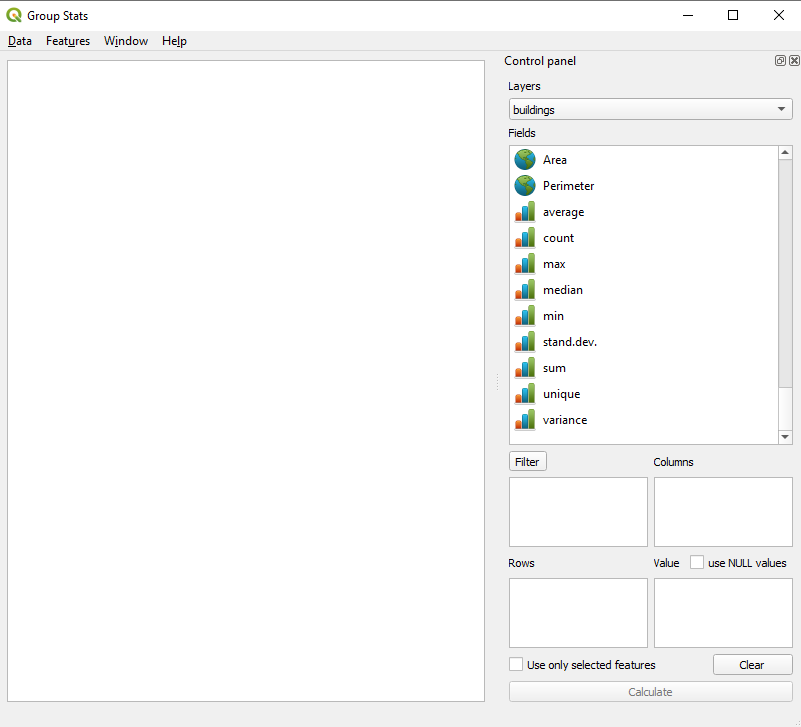 Group Stats
Data Features Window Help
Control panel
Layers
buildings
Fields
Area
Perimeter
average
count
max
median
min
stand.dev.
sum
unique
variance
Filter Columns
Rows Value use NULL values
Use only selected features Clear
Calculate